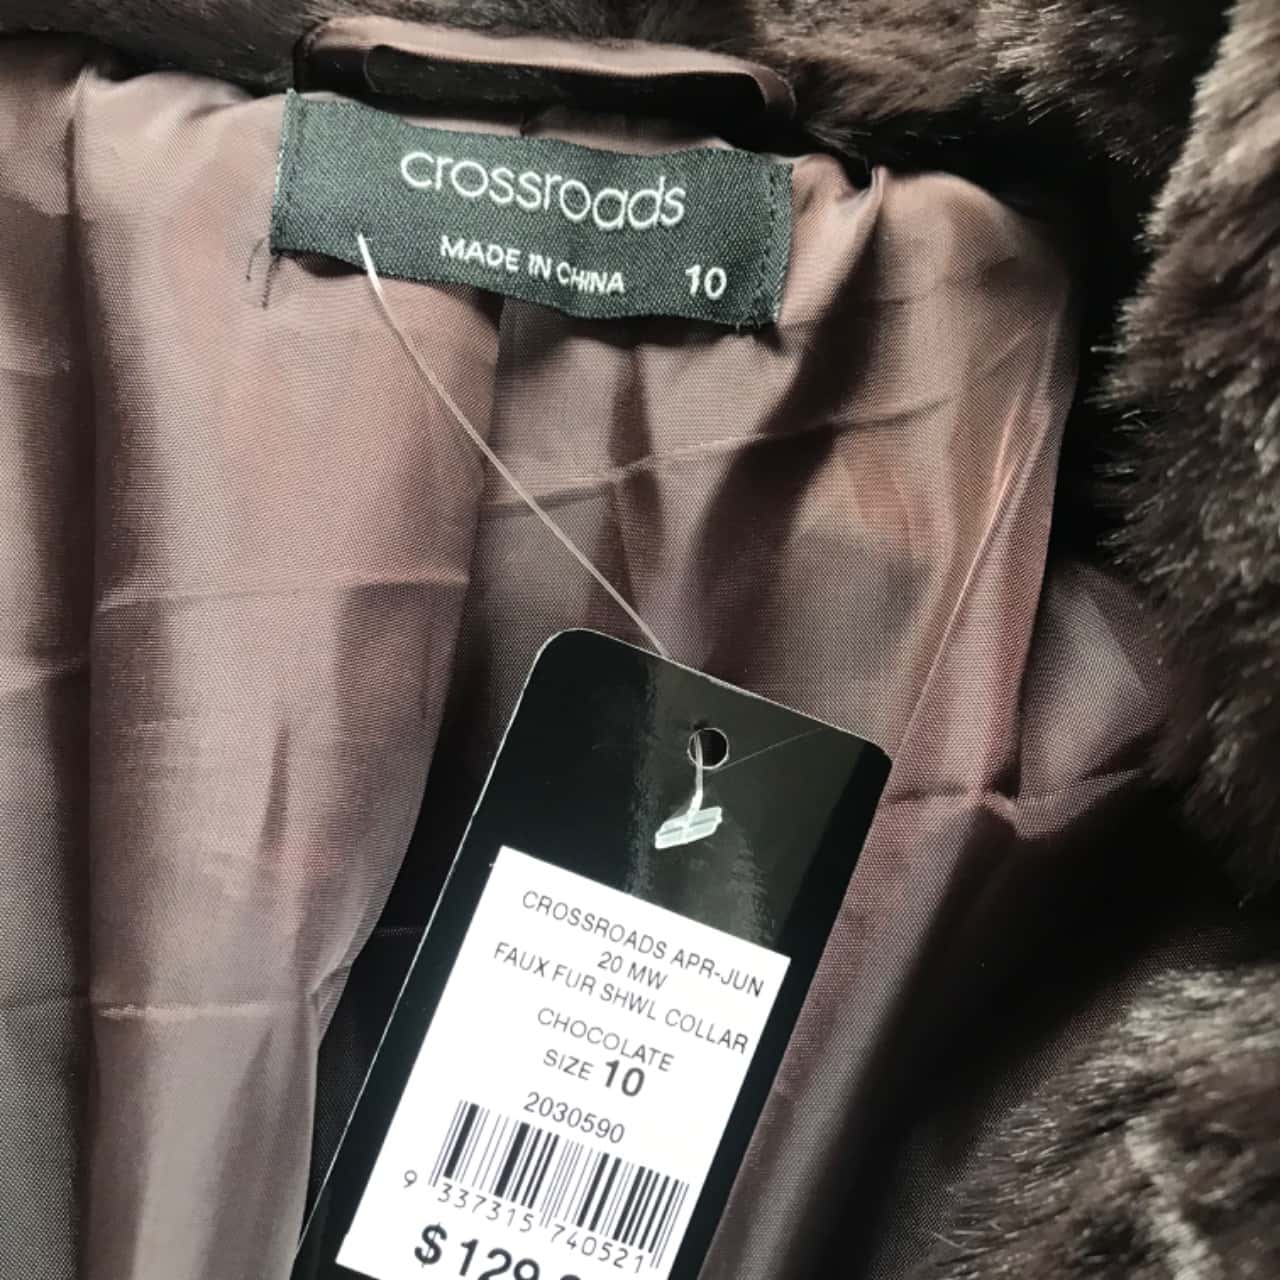 crossroads
MADE IN CHINA 10
CROSSROADS APR-JUN
20 MW
FAUX FUR SHWL COLLAR
CHOCOLATE
SIZE 10
2030590
9 337315 740521
$129.